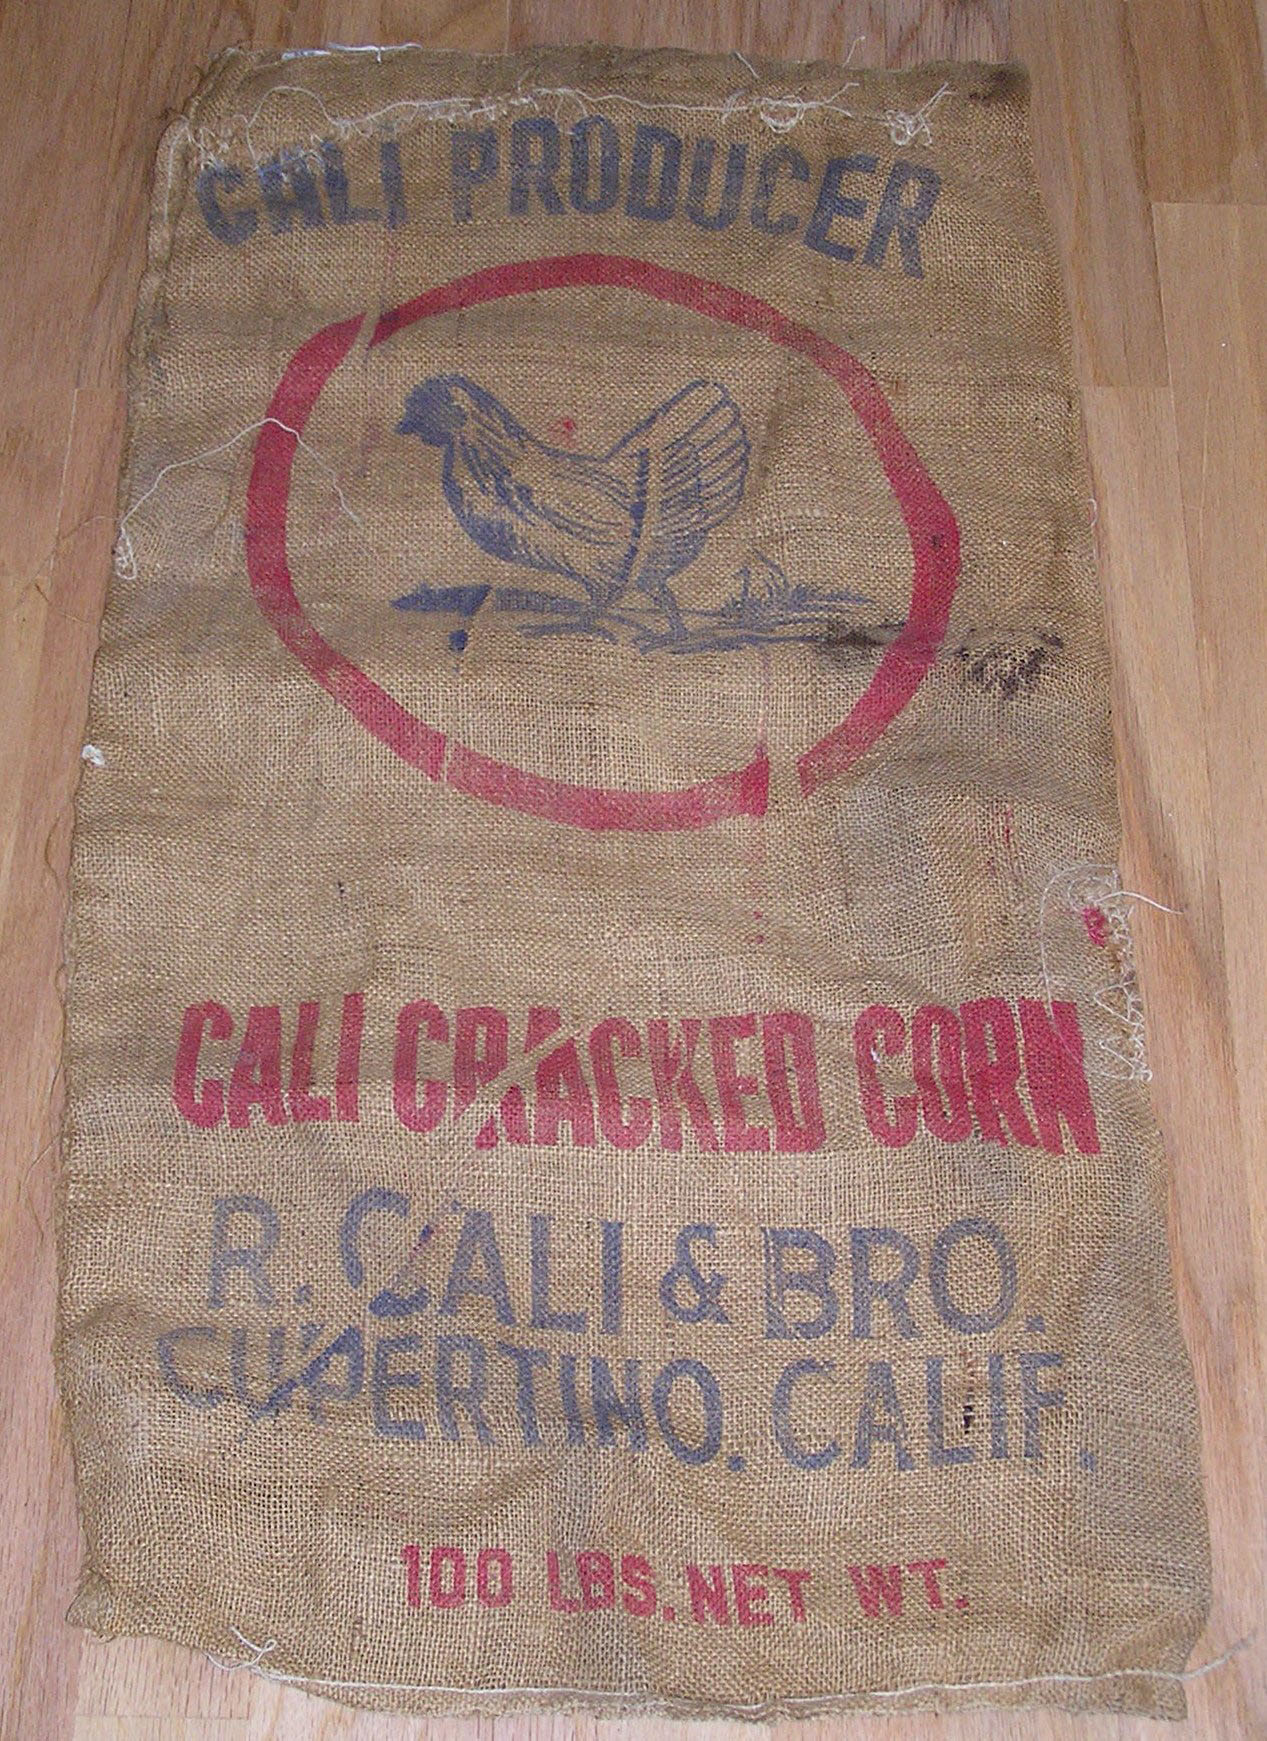 CALI PRODUCER
CALI CRACKED CORN
R. CALI & BRO.
CUPERTINO. CALIF.
100 LBS. NET WT.